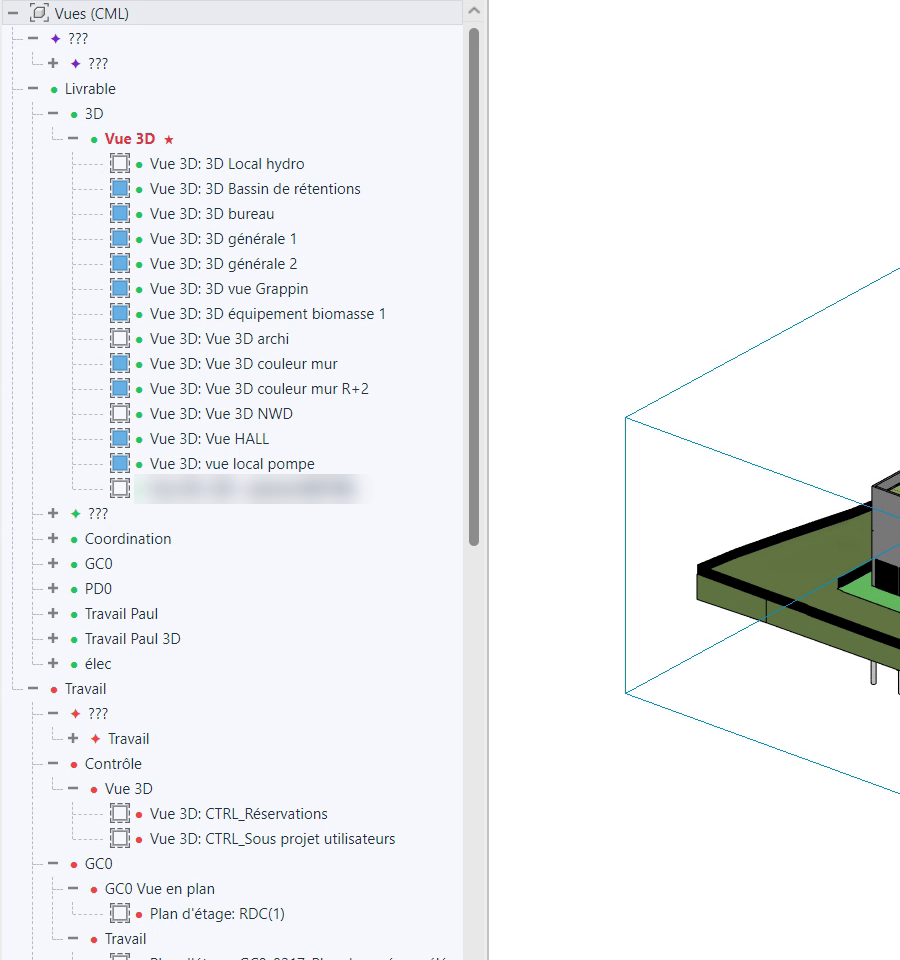 Vues (CML)
???
???
Livrable
3D
Vue 3D
Vue 3D: 3D Local hydro
Vue 3D: 3D Bassin de rétentions
Vue 3D: 3D bureau
Vue 3D: 3D générale 1
Vue 3D: 3D générale 2
Vue 3D: 3D vue Grappin
Vue 3D: 3D équipement biomasse 1
Vue 3D: Vue 3D archi
Vue 3D: Vue 3D couleur mur
Vue 3D: Vue 3D couleur mur R+2
Vue 3D: Vue 3D NWD
Vue 3D: Vue HALL
Vue 3D: vue local pompe
???
Coordination
GC0
PD0
Travail Paul
Travail Paul 3D
élec
Travail
???
Travail
Contrôle
Vue 3D
Vue 3D: CTRL_Réservations
Vue 3D: CTRL_Sous projet utilisateurs
GC0
GC0 Vue en plan
Plan d'étage: RDC(1)
Travail